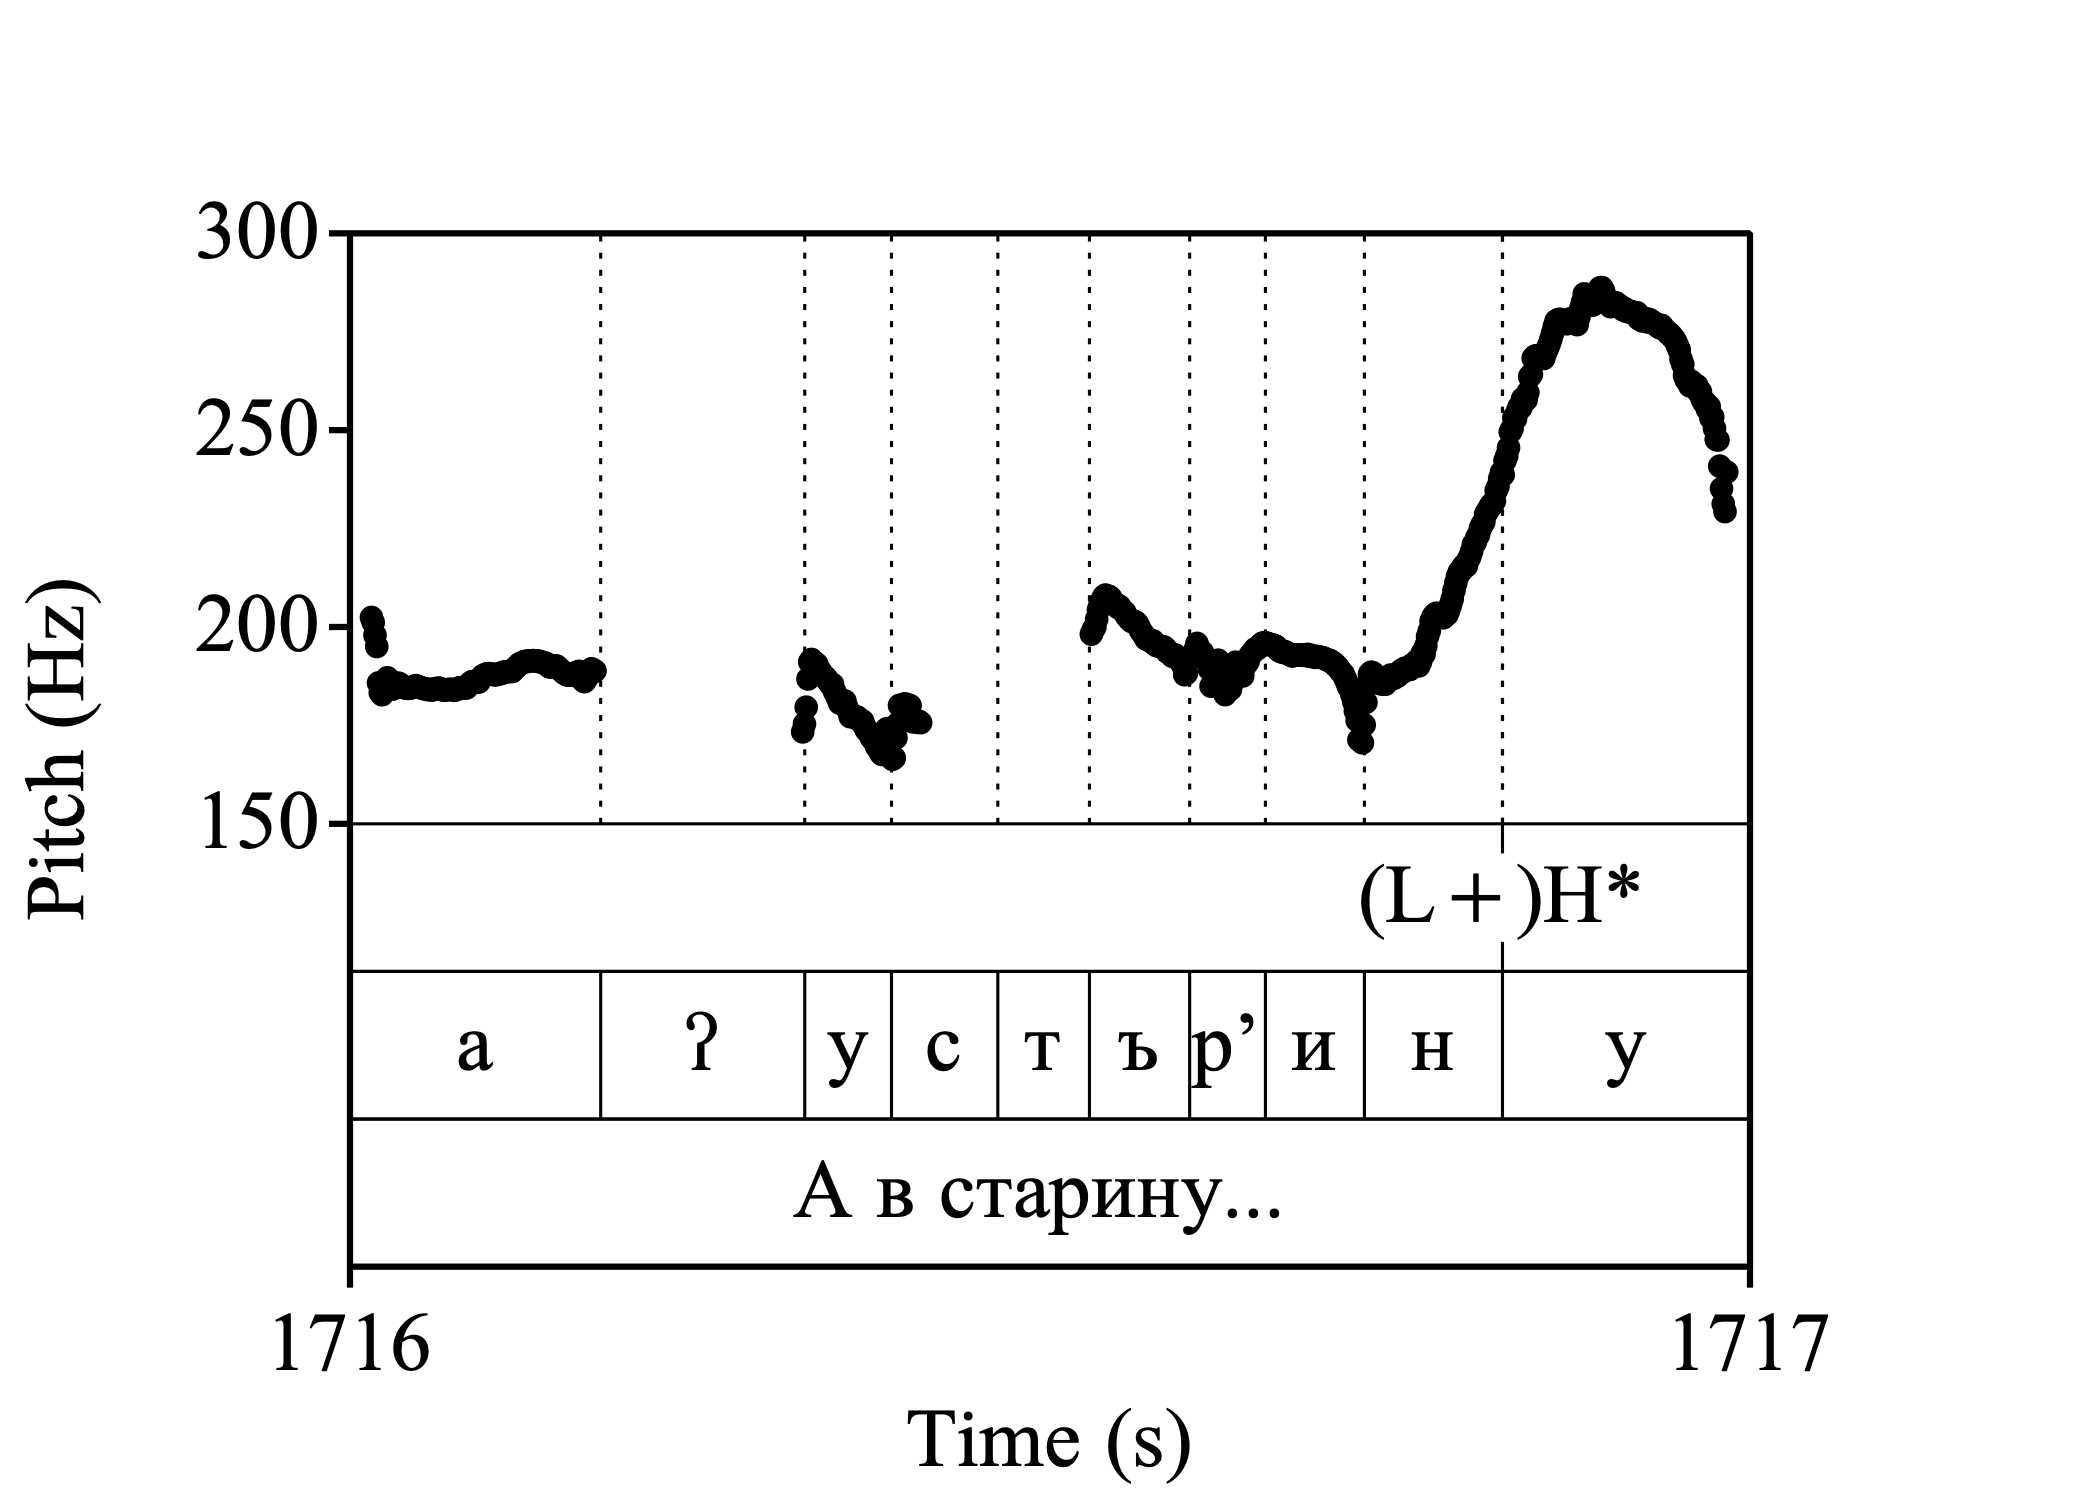 300
250
200
150
Pitch (Hz)
(L+)H*
а ʔ у с т ъ р’ и н у
А в старину...
1716 1717
Time (s)